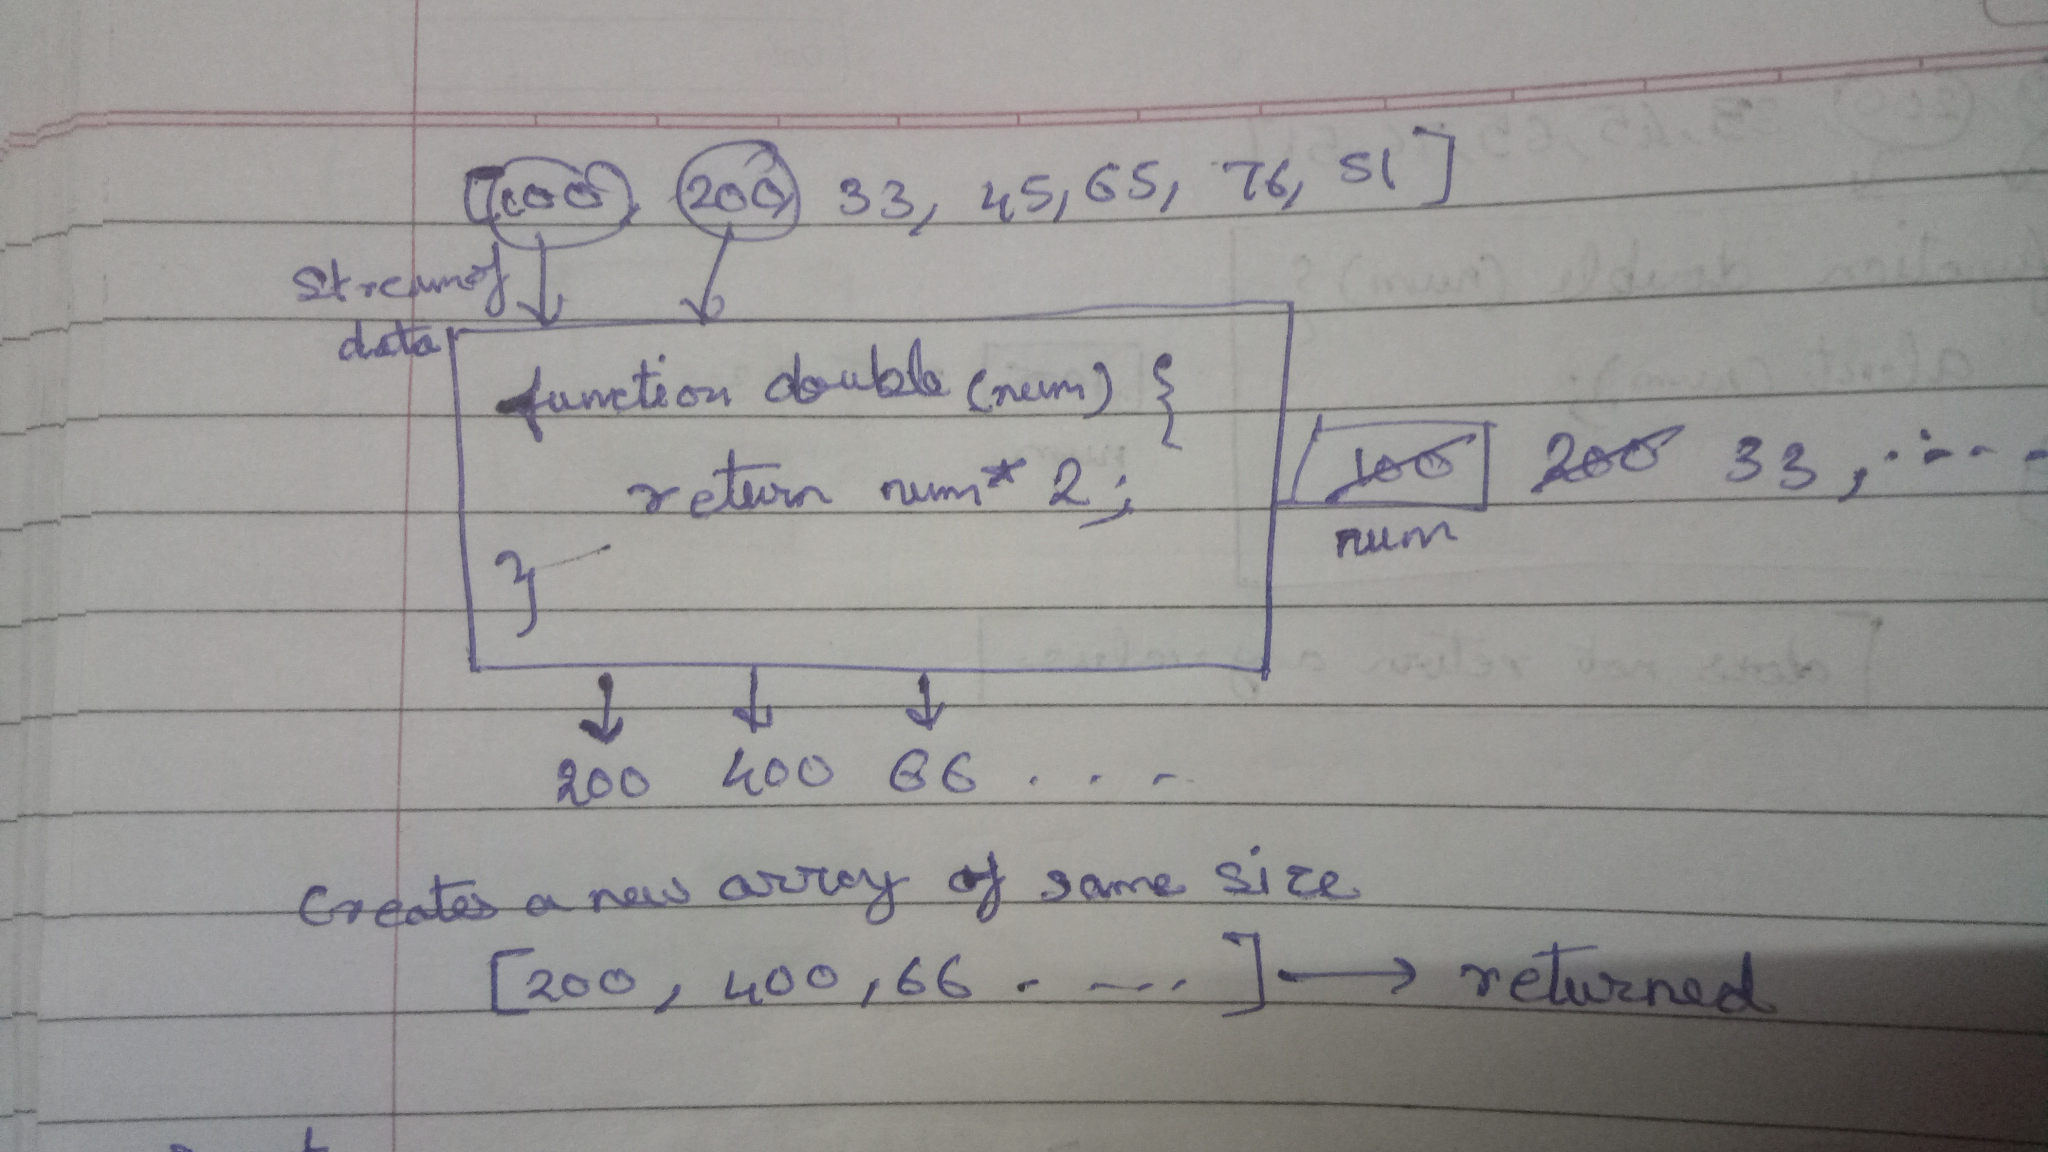 [100, 200, 33, 45, 65, 76, 51]
Stream of
data
function double (num) {
return num * 2;
}
100 200 33, .....
num
200 400 66 ....
Creates a new array of same size
[200, 400, 66 . ....] → returned